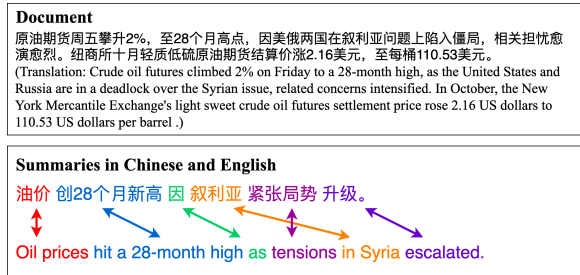 Document
原油期货周五攀升2%，至28个月高点，因美俄两国在叙利亚问题上陷入僵局，相关担忧愈
演愈烈。纽商所十月轻质低硫原油期货结算价涨2.16美元，至每桶110.53美元。
(Translation: Crude oil futures climbed 2% on Friday to a 28-month high, as the United States and
Russia are in a deadlock over the Syrian issue, related concerns intensified. In October, the New
York Mercantile Exchange's light sweet crude oil futures settlement price rose 2.16 US dollars to
110.53 US dollars per barrel .)
Summaries in Chinese and English
油价 创28个月新高 因 叙利亚 紧张局势 升级。
Oil prices hit a 28-month high as tensions in Syria escalated.